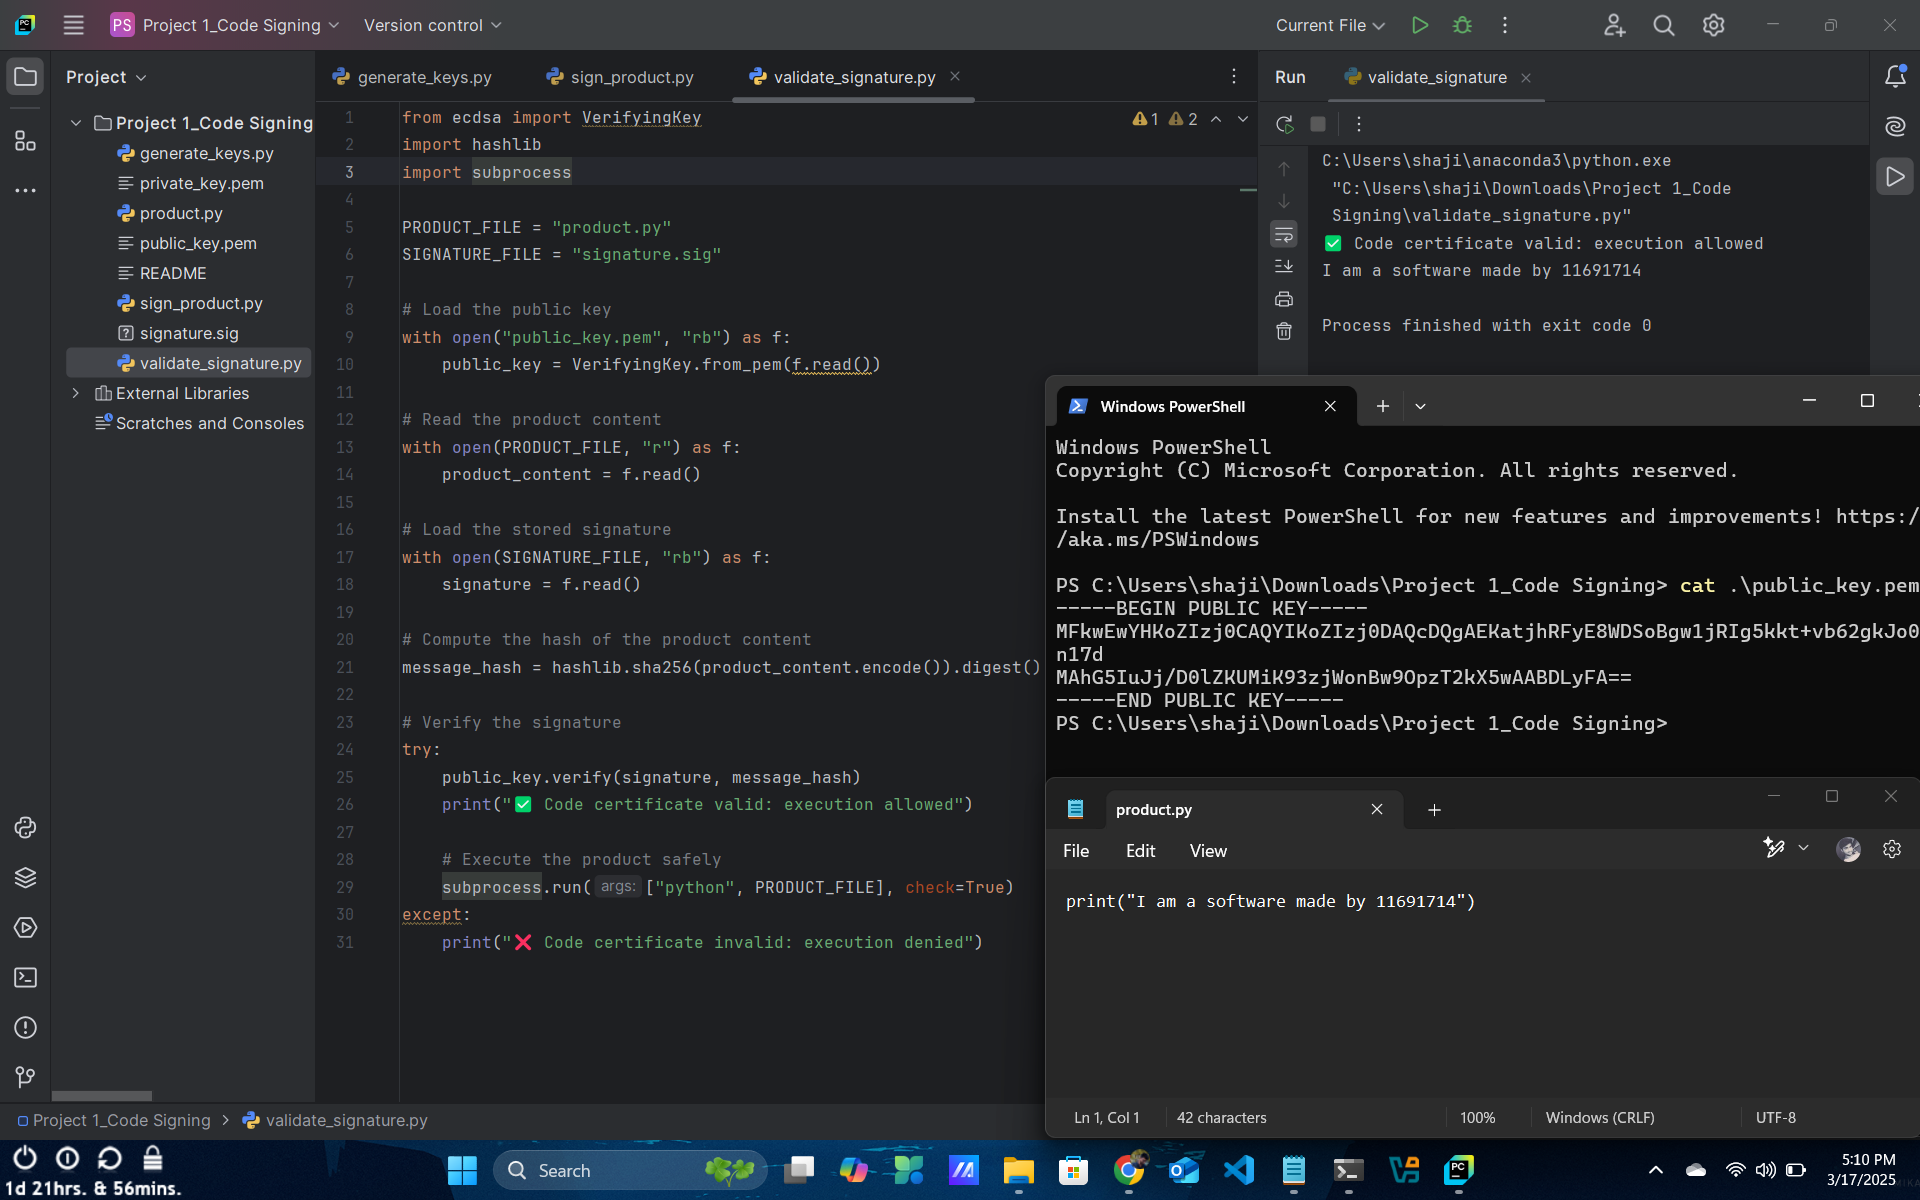 PS Project 1_Code Signing Version control Current File
Project
Project 1_Code Signing
generate_keys.py
private_key.pem
product.py
public_key.pem
README
sign_product.py
signature.sig
validate_signature.py
External Libraries
Scratches and Consoles
generate_keys.py sign_product.py validate_signature.py
1 2
1 from ecdsa import VerifyingKey
2 import hashlib
3 import subprocess
4
5 PRODUCT_FILE = "product.py"
6 SIGNATURE_FILE = "signature.sig"
7
8 # Load the public key
9 with open("public_key.pem", "rb") as f:
10 public_key = VerifyingKey.from_pem(f.read())
11
12 # Read the product content
13 with open(PRODUCT_FILE, "r") as f:
14 product_content = f.read()
15
16 # Load the stored signature
17 with open(SIGNATURE_FILE, "rb") as f:
18 signature = f.read()
19
20 # Compute the hash of the product content
21 message_hash = hashlib.sha256(product_content.encode()).digest()
22
23 # Verify the signature
24 try:
25 public_key.verify(signature, message_hash)
26 print("✅ Code certificate valid: execution allowed")
27
28 # Execute the product safely
29 subprocess.run( args: ["python", PRODUCT_FILE], check=True)
30 except:
31 print("❌ Code certificate invalid: execution denied")
Run validate_signature
C:\Users\shaji\anaconda3\python.exe
"C:\Users\shaji\Downloads\Project 1_Code
Signing\validate_signature.py"
✅ Code certificate valid: execution allowed
I am a software made by 11691714
Process finished with exit code 0
Windows PowerShell
Windows PowerShell
Copyright (C) Microsoft Corporation. All rights reserved.
Install the latest PowerShell for new features and improvements! https:/
/aka.ms/PSWindows
PS C:\Users\shaji\Downloads\Project 1_Code Signing> cat .\public_key.pem
-----BEGIN PUBLIC KEY-----
MFkwEwYHKoZIzj0CAQYIKoZIzj0DAQcDQgAEKatjhRFyE8WDSoBgw1jRIg5kkt+vb62gkJo0
n17d
MAhG5IuJj/D0lZKUMiK93zjWonBw9OpzT2kX5wAABDLyFA==
-----END PUBLIC KEY-----
PS C:\Users\shaji\Downloads\Project 1_Code Signing>
product.py
File Edit View
print("I am a software made by 11691714")
Ln 1, Col 1 42 characters 100% Windows (CRLF) UTF-8
Project 1_Code Signing > validate_signature.py
1d 21hrs. & 56mins.
Search
5:10 PM
3/17/2025